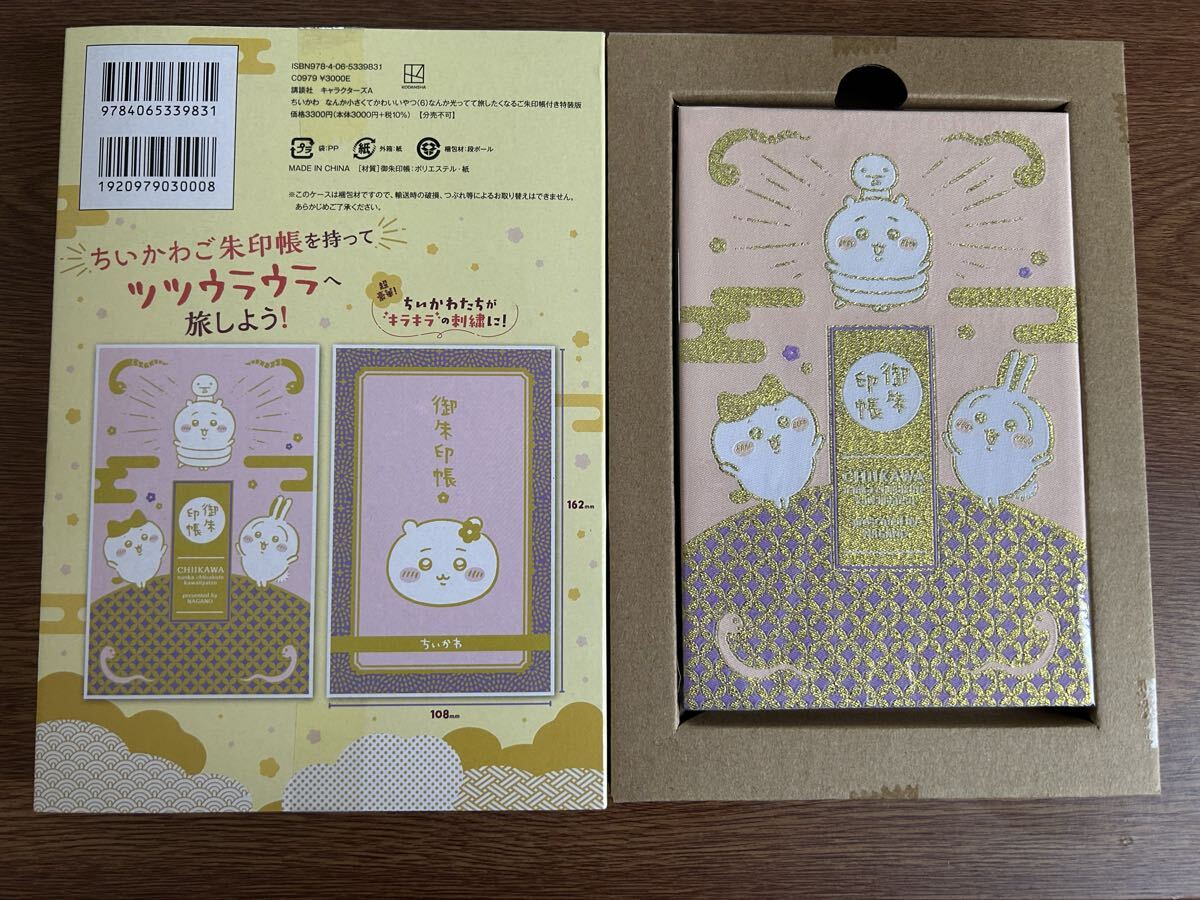 9784065339831
1920979030008
ISBN978-4-06-5339831
C0979 ¥3000E
講談社 キャラクターズA
ちいかわ なんか小さくてかわいいやつ(6)なんか光ってて旅したくなるご朱印帳付き特装版
価格3300円(本体3000円+税10%) 【分売不可】
KODANSHA
プラ 袋:PP 紙 外箱:紙 梱包材:段ボール
MADE IN CHINA [材質]御朱印帳:ポリエステル・紙
※このケースは梱包材ですので、輸送時の破損、つぶれ等によるお取り替えはできません。
あらかじめご了承ください。
ちいかわご朱印帳を持って
ツツウラウラへ
旅しよう!
超豪華!
ちいかわたちが
"キラキラ"の刺繍に!
御朱印帳
CHIIKAWA
nanka chiisakute
kawaiiyatsu
presented by
NAGANO
御朱印帳
ちいかわ
162mm
108mm
御朱印帳
CHIIKAWA